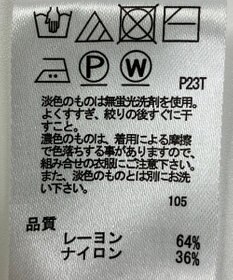 P W
P23T
淡色のものは無蛍光洗剤を使用。
よくすすぎ、絞りの後すぐに干
すこと。
濃色のものは、着用による摩擦
で色落ちする事がありますので、
組み合せの衣服にご注意下さい。
また、淡色のものとは別にお洗
い下さい。
105
品質
レーヨン 64%
ナイロン 36%